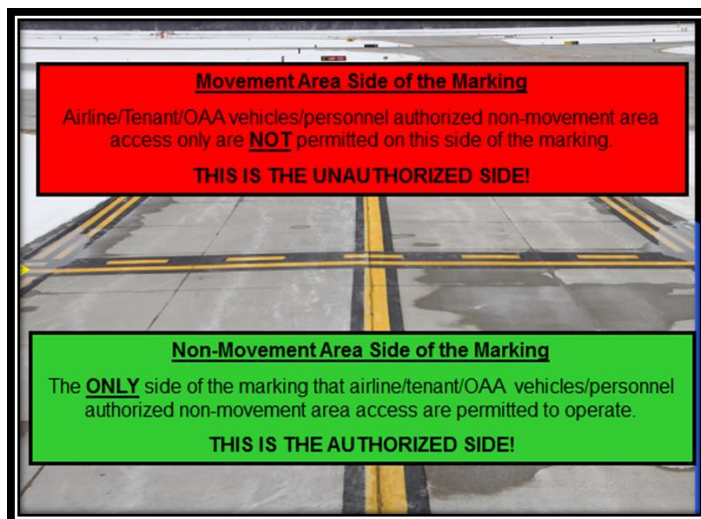 Movement Area Side of the Marking
Airline/Tenant/OAA vehicles/personnel authorized non-movement area
access only are NOT permitted on this side of the marking.
THIS IS THE UNAUTHORIZED SIDE!
Non-Movement Area Side of the Marking
The ONLY side of the marking that airline/tenant/OAA vehicles/personnel
authorized non-movement area access are permitted to operate.
THIS IS THE AUTHORIZED SIDE!